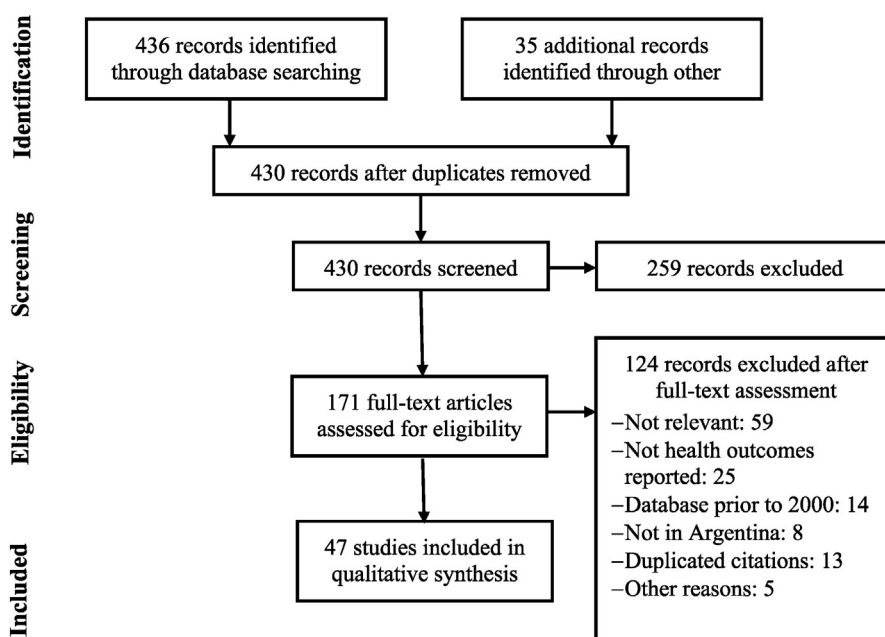 Identification
436 records identified
through database searching
35 additional records
identified through other
430 records after duplicates removed
Screening
430 records screened
259 records excluded
Eligibility
171 full-text articles
assessed for eligibility
124 records excluded after
full-text assessment
–Not relevant: 59
–Not health outcomes
reported: 25
–Database prior to 2000: 14
–Not in Argentina: 8
–Duplicated citations: 13
–Other reasons: 5
Included
47 studies included in
qualitative synthesis